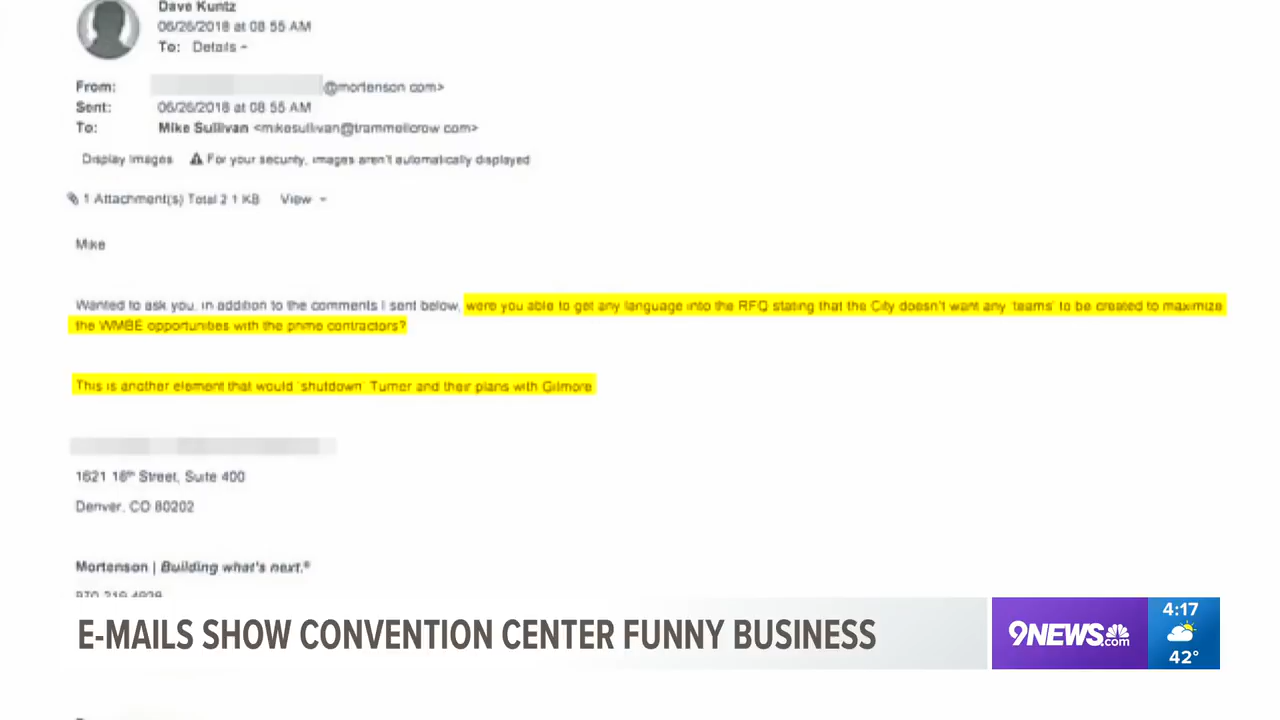 Dave Kuntz
06/26/2018 at 08 55 AM
To: Details
From: @mortenson com>
Sent: 06/26/2018 at 08 55 AM
To: Mike Sullivan <mikesullivan@trammellcrow com>
Display Images For your security, images aren't automatically displayed
1 Attachment(s) Total 2 1 KB View
Mike
Wanted to ask you, in addition to the comments I sent below, were you able to get any language into the RFQ stating that the City doesn't want any 'teams' to be created to maximize
the WMBE opportunities with the prime contractors?
This is another element that would 'shutdown' Turner and their plans with Gilmore
1621 18th Street, Suite 400
Denver, CO 80202
Mortenson | Building what's next.®
E-MAILS SHOW CONVENTION CENTER FUNNY BUSINESS
9NEWS.com
4:17
42°